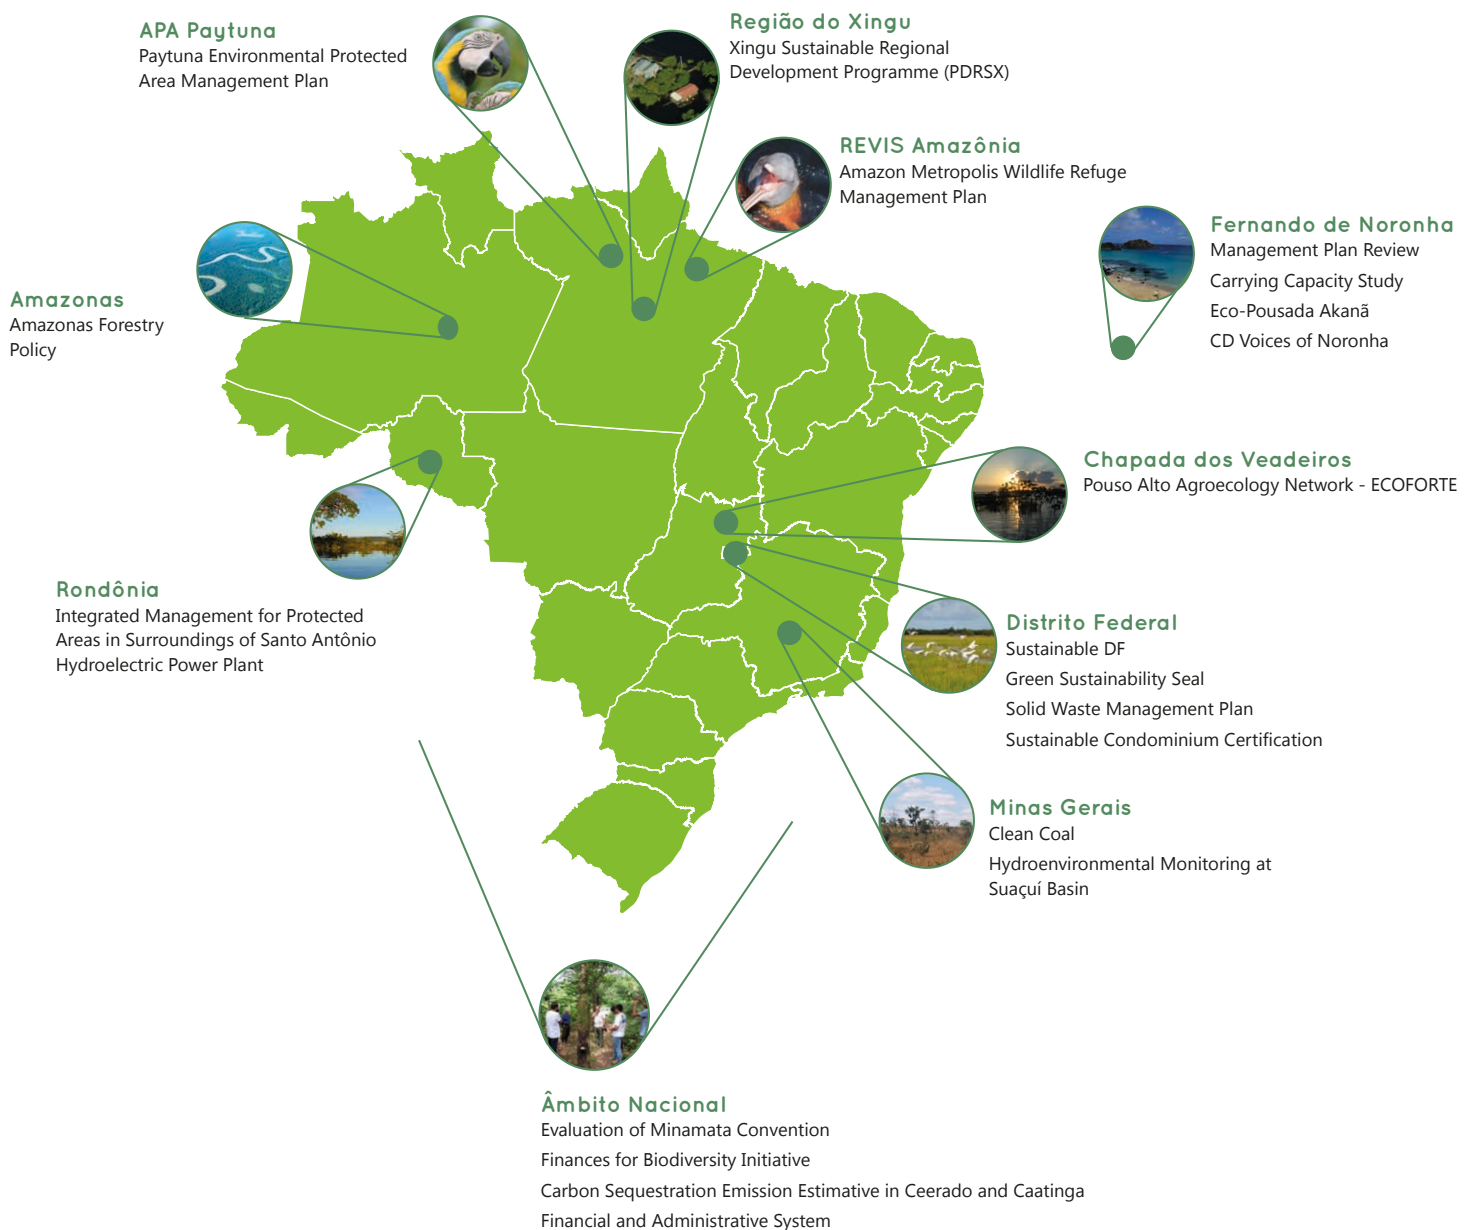 APA Paytuna
Paytuna Environmental Protected
Area Management Plan
Região do Xingu
Xingu Sustainable Regional
Development Programme (PDRSX)
REVIS Amazônia
Amazon Metropolis Wildlife Refuge
Management Plan
Fernando de Noronha
Management Plan Review
Carrying Capacity Study
Eco-Pousada Akanã
CD Voices of Noronha
Amazonas
Amazonas Forestry
Policy
Chapada dos Veadeiros
Pouso Alto Agroecology Network - ECOFORTE
Rondônia
Integrated Management for Protected
Areas in Surroundings of Santo Antônio
Hydroelectric Power Plant
Distrito Federal
Sustainable DF
Green Sustainability Seal
Solid Waste Management Plan
Sustainable Condominium Certification
Minas Gerais
Clean Coal
Hydroenvironmental Monitoring at
Suaçuí Basin
Âmbito Nacional
Evaluation of Minamata Convention
Finances for Biodiversity Initiative
Carbon Sequestration Emission Estimative in Ceerado and Caatinga
Financial and Administrative System